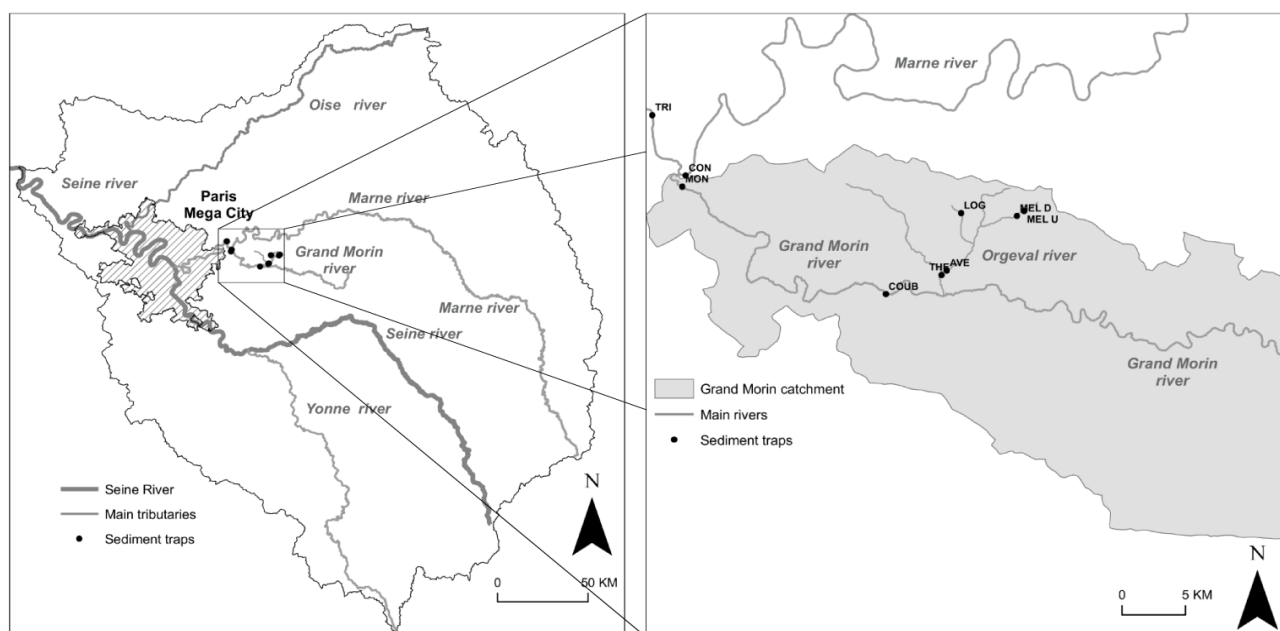 Oise river
Seine river
Paris
Mega City
Marne river
Grand Morin
river
Marne river
Seine river
Yonne river
Seine River
Main tributaries
Sediment traps
N
0 50 KM
Marne river
TRI
CON
MON
LOG
MEL D
MEL U
Grand Morin
river
Orgeval river
THE
AVE
COUB
Grand Morin
river
Grand Morin catchment
Main rivers
Sediment traps
N
0 5 KM